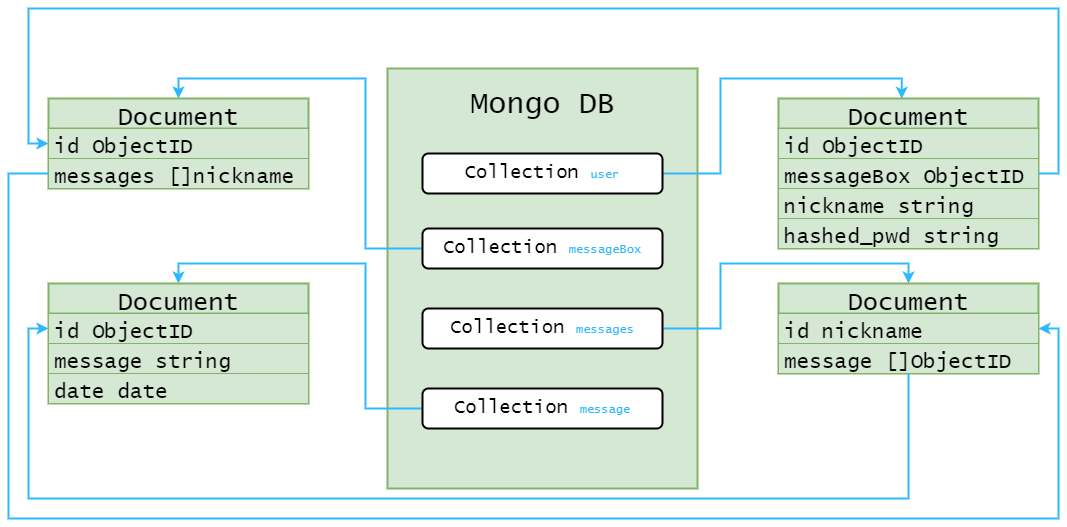 Mongo DB
Collection user
Collection messageBox
Collection messages
Collection message
Document
id ObjectID
messages []nickname
Document
id ObjectID
messageBox ObjectID
nickname string
hashed_pwd string
Document
id ObjectID
message string
date date
Document
id nickname
message []ObjectID